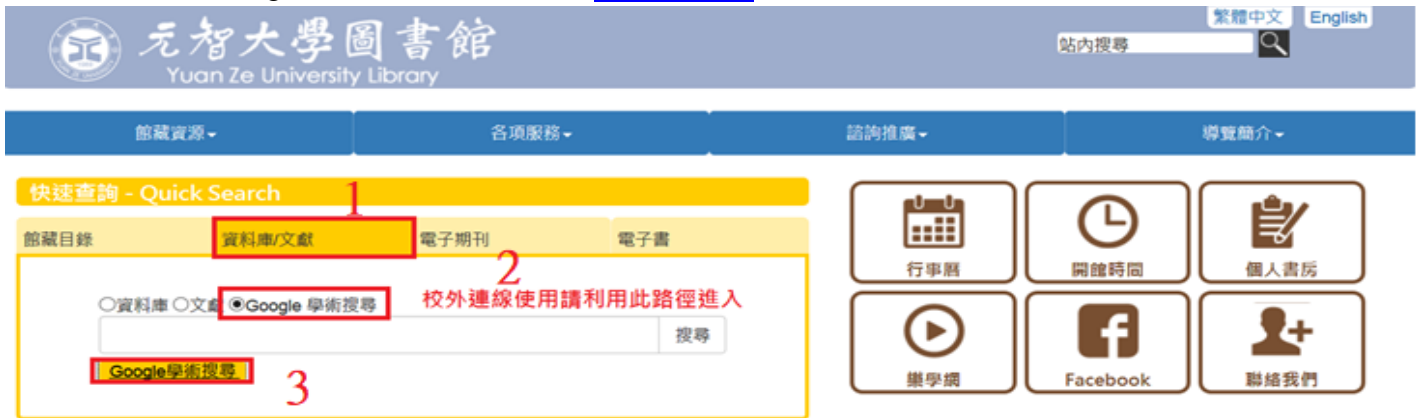 繁體中文 English
元智大學圖書館
Yuan Ze University Library
站內搜尋
館藏資源 各項服務 諮詢推廣 導覽簡介
快速查詢 - Quick Search
1
館藏目錄 資料庫/文獻 電子期刊 電子書
2
校外連線使用請利用此路徑進入
資料庫 文獻 Google 學術搜尋
搜尋
Google學術搜尋
3
行事曆 開館時間 個人書房
樂學網 Facebook 聯絡我們